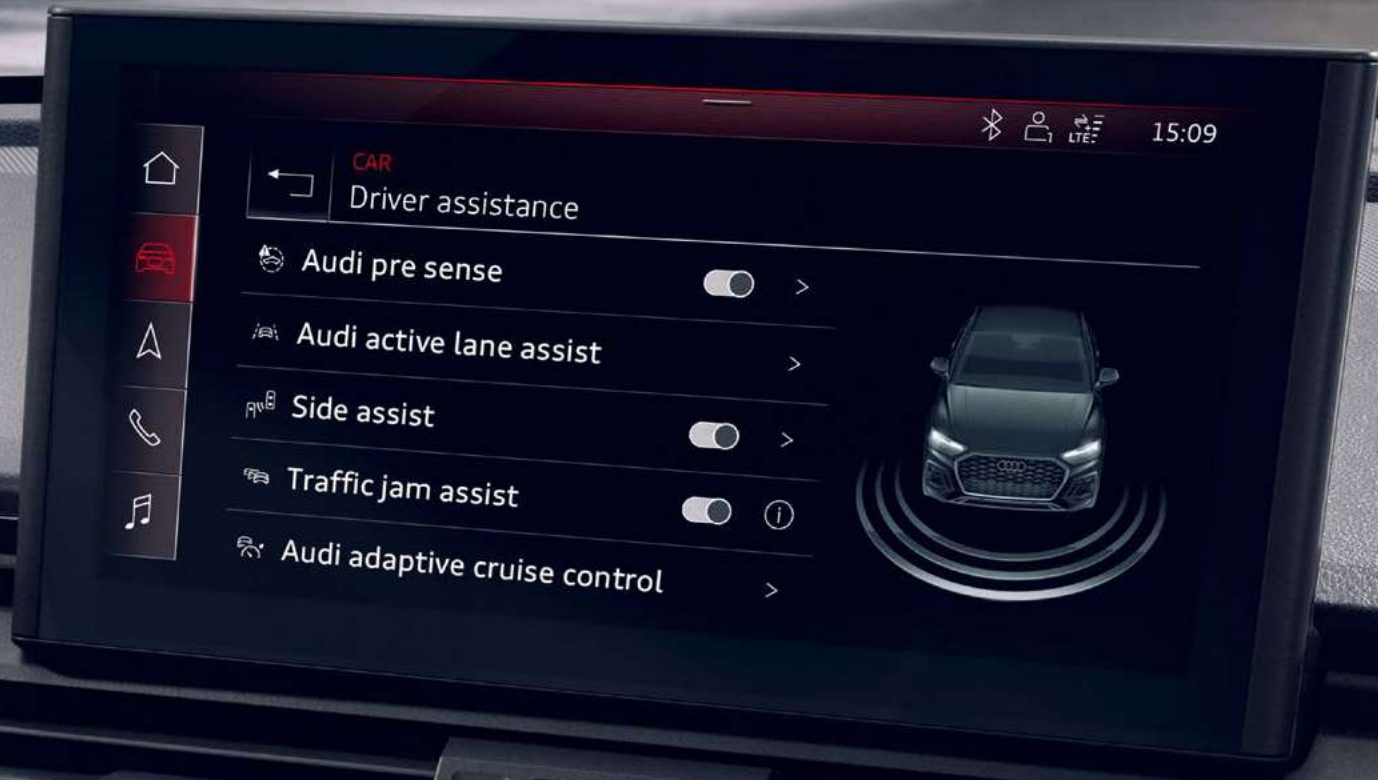 LTE
15:09
CAR
Driver assistance
Audi pre sense
Audi active lane assist
Side assist
Traffic jam assist
Audi adaptive cruise control